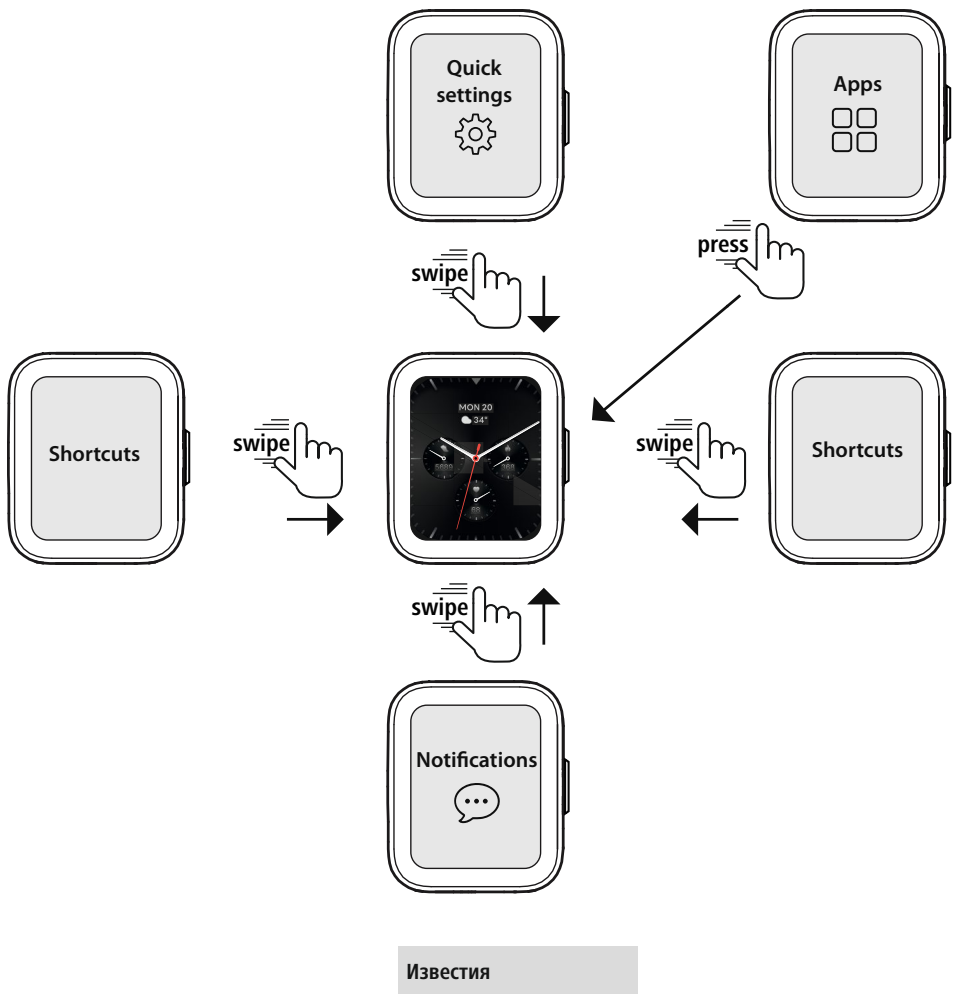 Quick
settings
Apps
press
swipe
Shortcuts
swipe
MON 20
34°
swipe
Shortcuts
swipe
Notifications
Известия